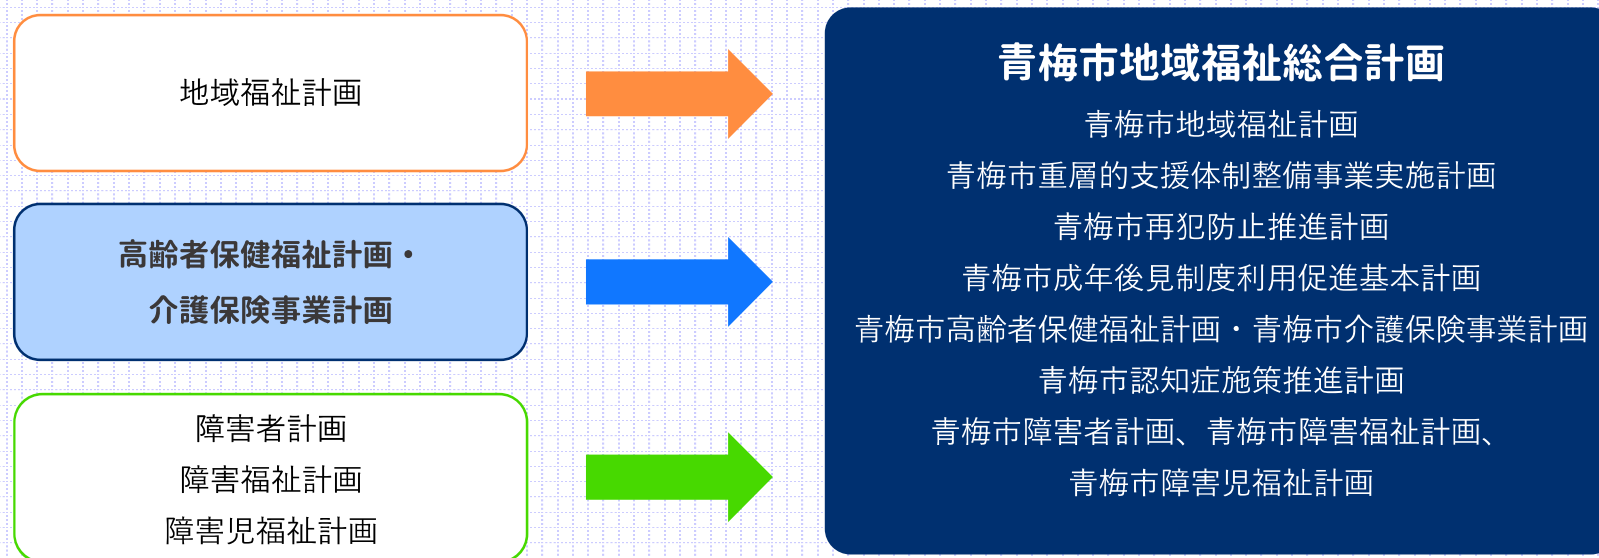 地域福祉計画
高齢者保健福祉計画・
介護保険事業計画
障害者計画
障害福祉計画
障害児福祉計画
青梅市地域福祉総合計画
青梅市地域福祉計画
青梅市重層的支援体制整備事業実施計画
青梅市再犯防止推進計画
青梅市成年後見制度利用促進基本計画
青梅市高齢者保健福祉計画・青梅市介護保険事業計画
青梅市認知症施策推進計画
青梅市障害者計画、青梅市障害福祉計画、
青梅市障害児福祉計画